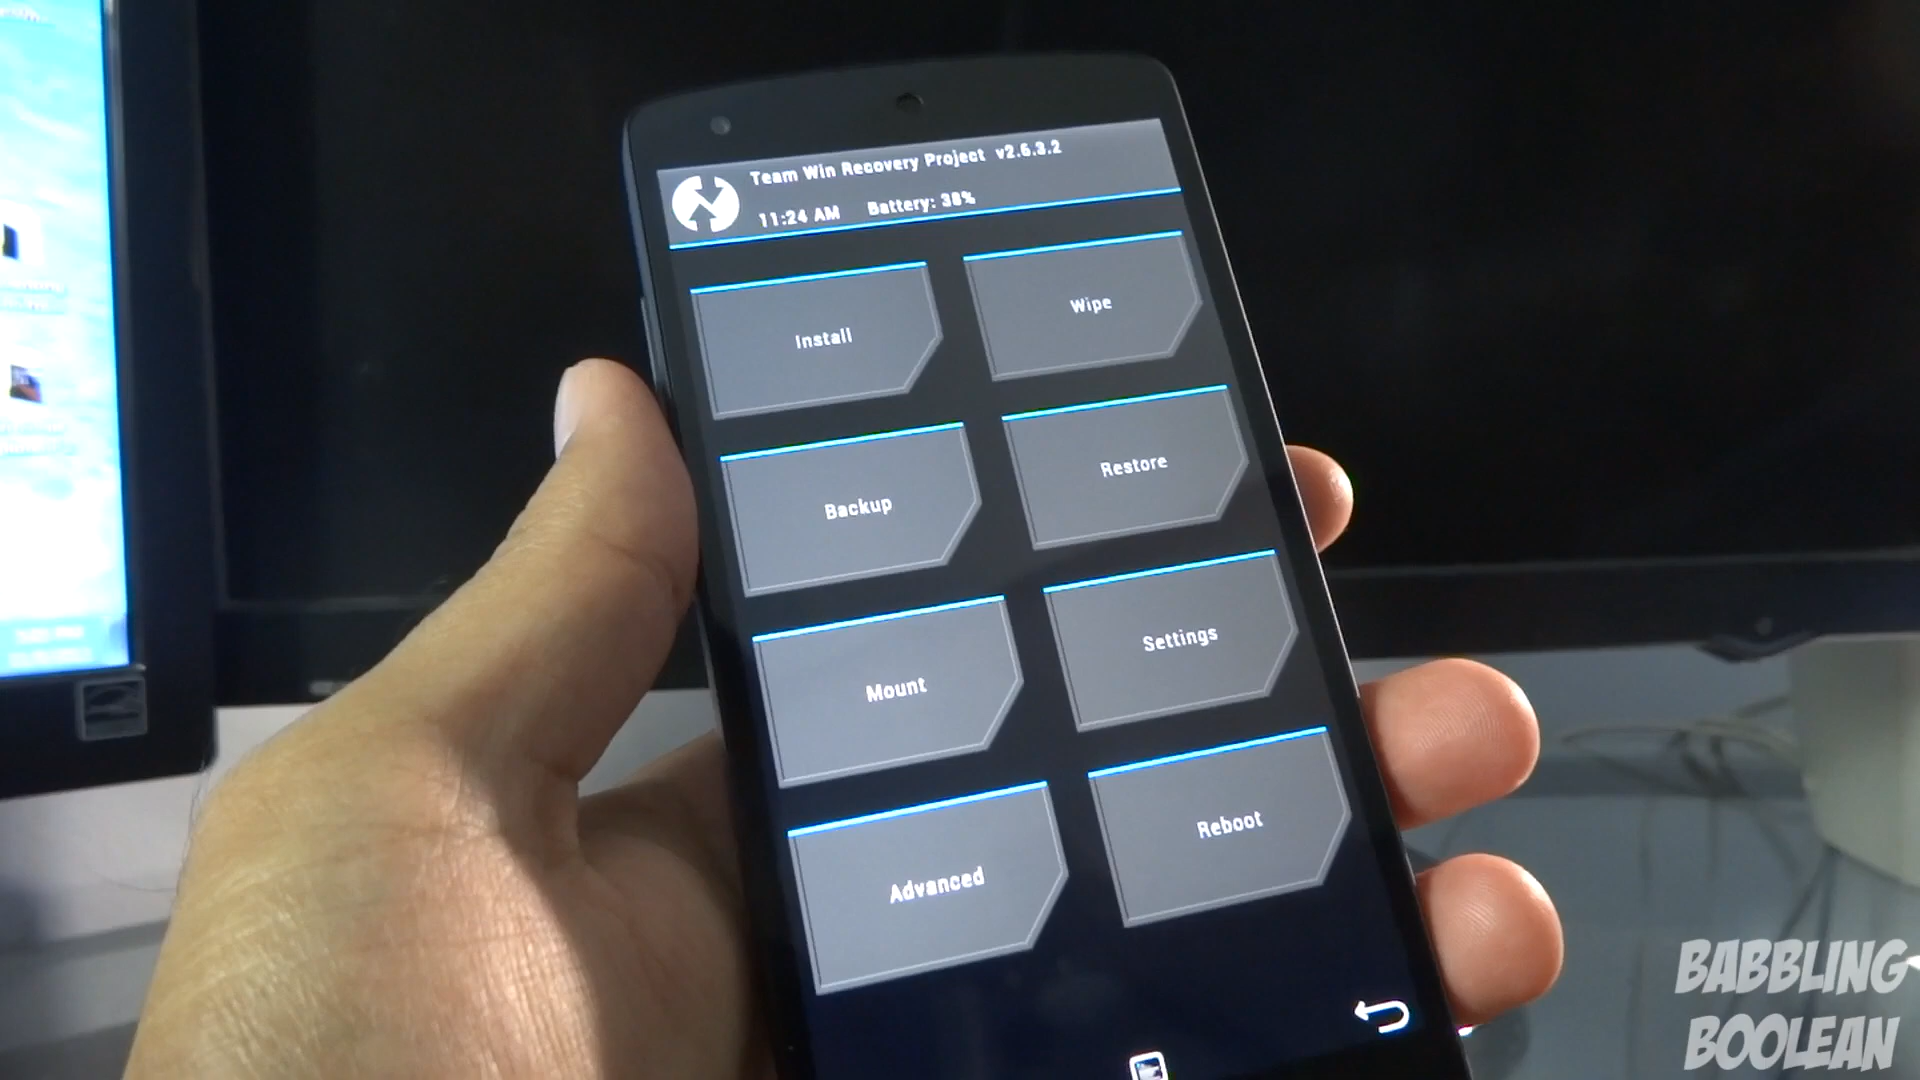 Team Win Recovery Project v2.6.3.2
11:24 AM Battery: 38%
Install
Wipe
Backup
Restore
Mount
Settings
Advanced
Reboot
BABBLING
BOOLEAN